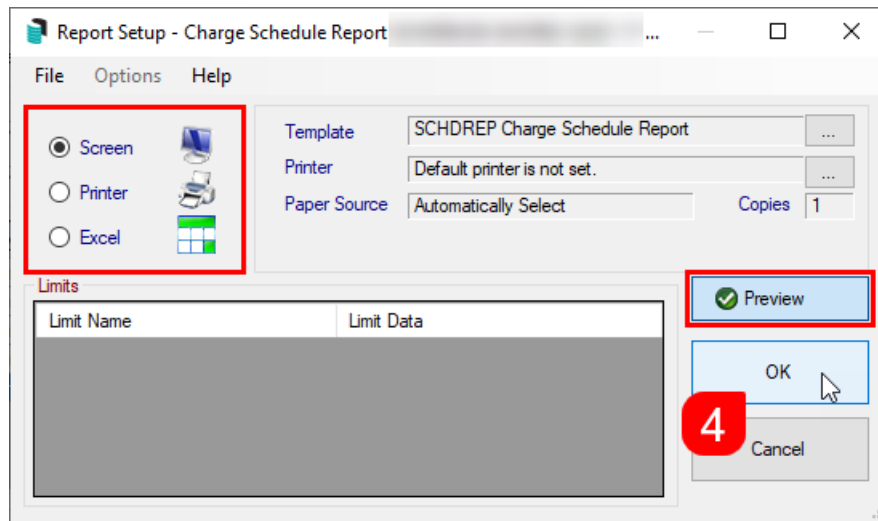 Report Setup - Charge Schedule Report ...
File Options Help
Screen
Printer
Excel
Template SCHDREP Charge Schedule Report ...
Printer Default printer is not set. ...
Paper Source Automatically Select Copies 1
Limits
Limit Name Limit Data
Preview
OK
4
Cancel